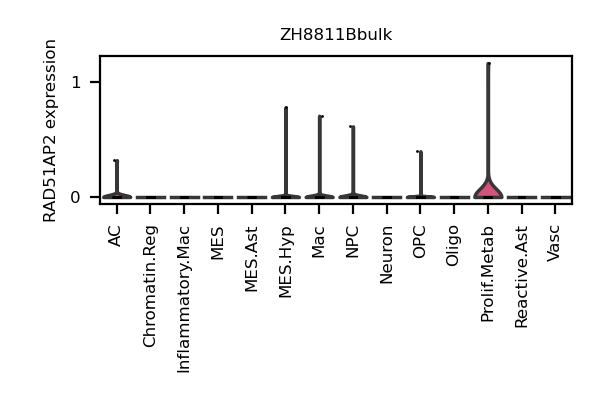 ZH8811Bbulk
RAD51AP2 expression
1
0
AC
Chromatin.Reg
Inflammatory.Mac
MES
MES.Ast
MES.Hyp
Mac
NPC
Neuron
OPC
Oligo
Prolif.Metab
Reactive.Ast
Vasc